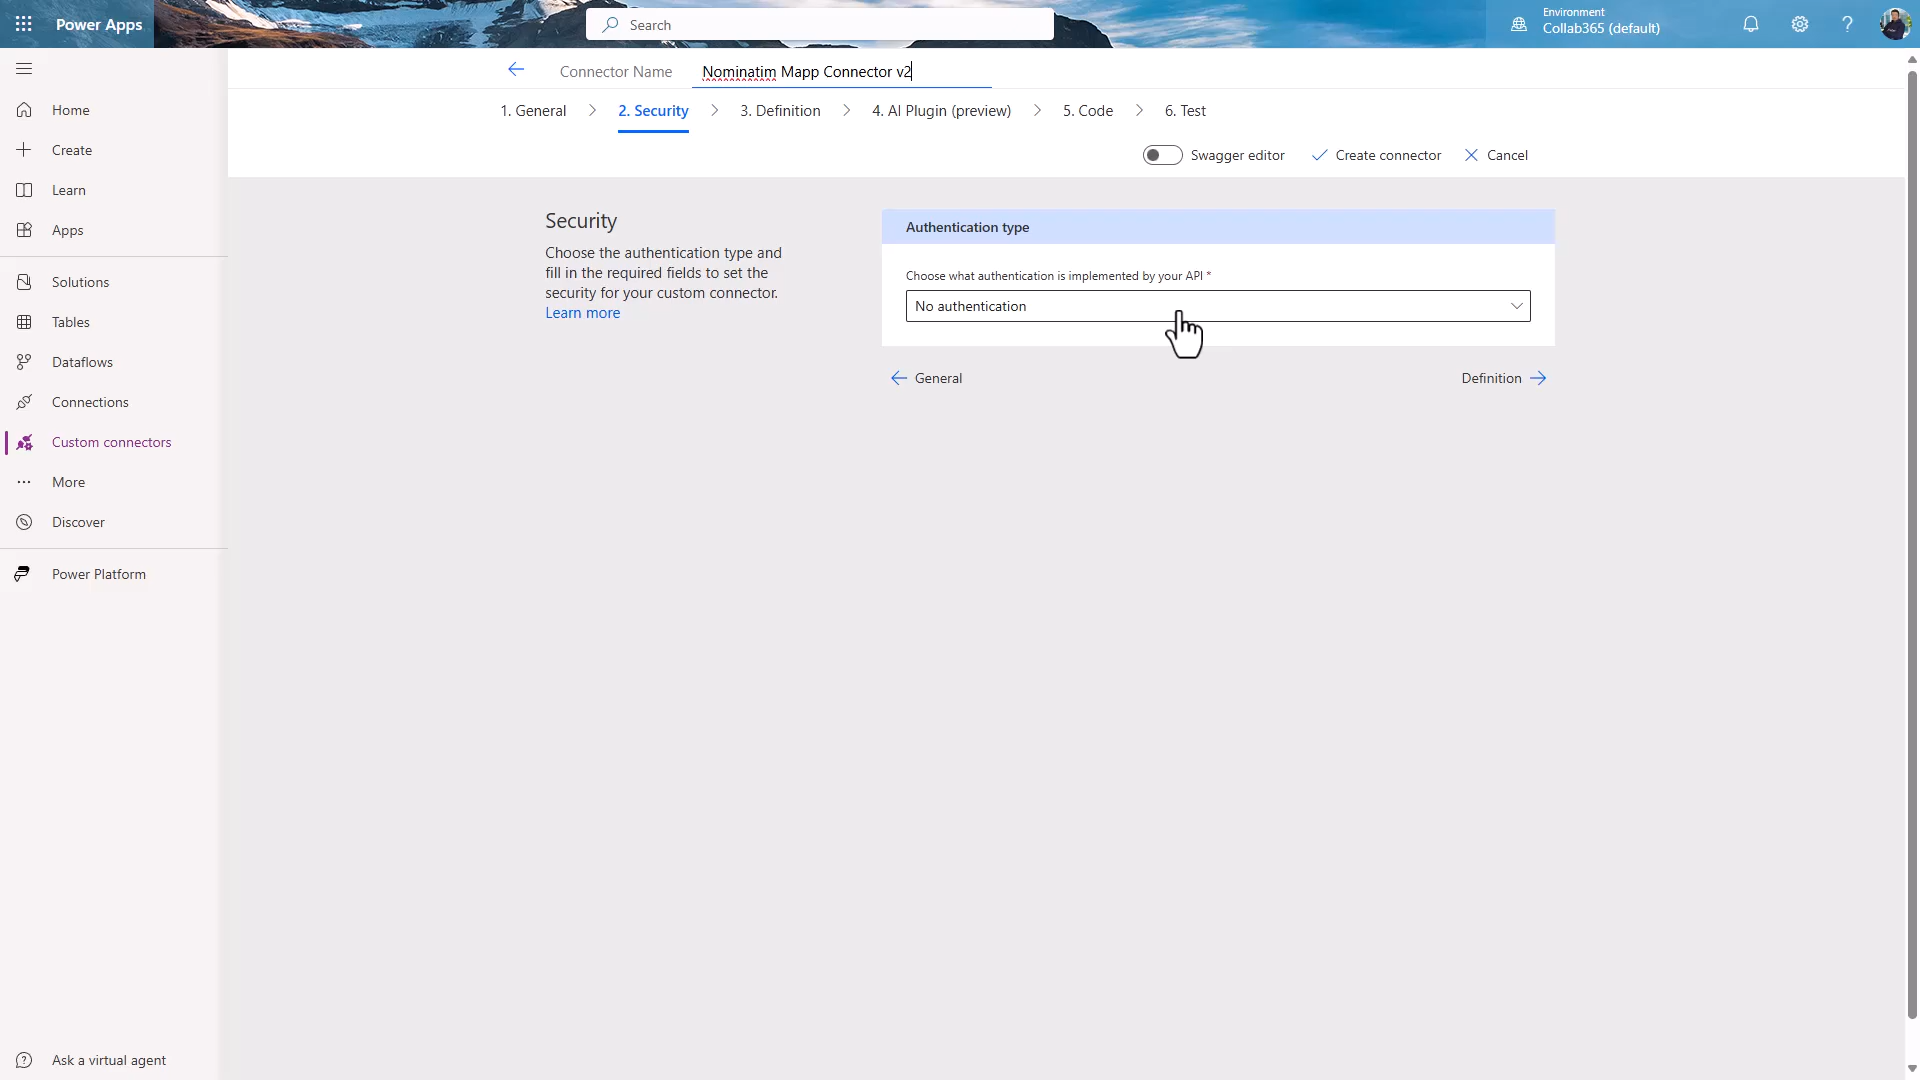 Power Apps
Search
Environment
Collab365 (default)
Connector Name
Nominatim Mapp Connector v2
1. General
2. Security
3. Definition
4. AI Plugin (preview)
5. Code
6. Test
Swagger editor
Create connector
Cancel
Home
Create
Learn
Apps
Solutions
Tables
Dataflows
Connections
Custom connectors
More
Discover
Power Platform
Ask a virtual agent
Security
Choose the authentication type and
fill in the required fields to set the
security for your custom connector.
Learn more
Authentication type
Choose what authentication is implemented by your API *
No authentication
General
Definition